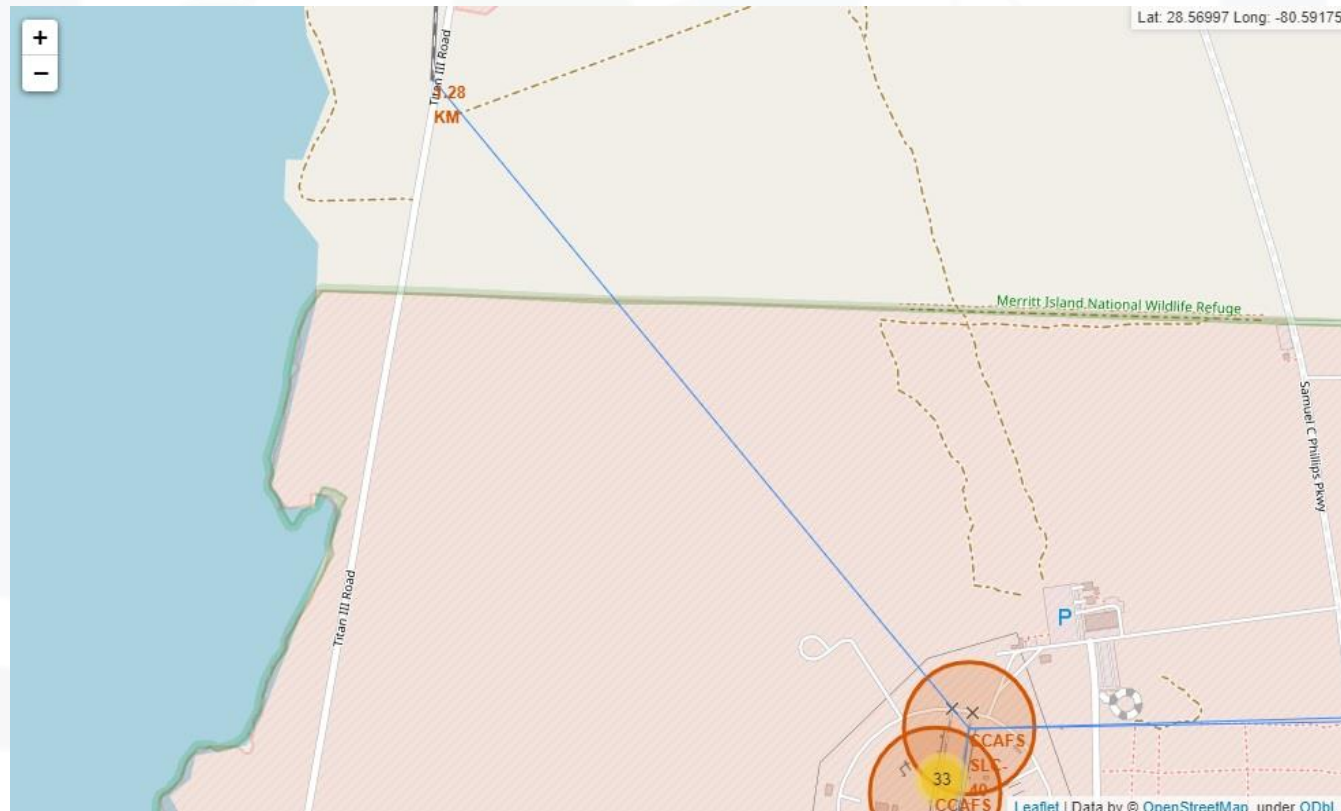 +
Lat: 28.56997 Long: -80.59175
−
Titan III Road
1.28
KM
Merritt Island National Wildlife Refuge
Samuel C Phillips Pkwy
Titan III Road
P
CCAFS
SLC-
40
33
CCAFS
Leaflet | Data by © OpenStreetMap, under ODbL